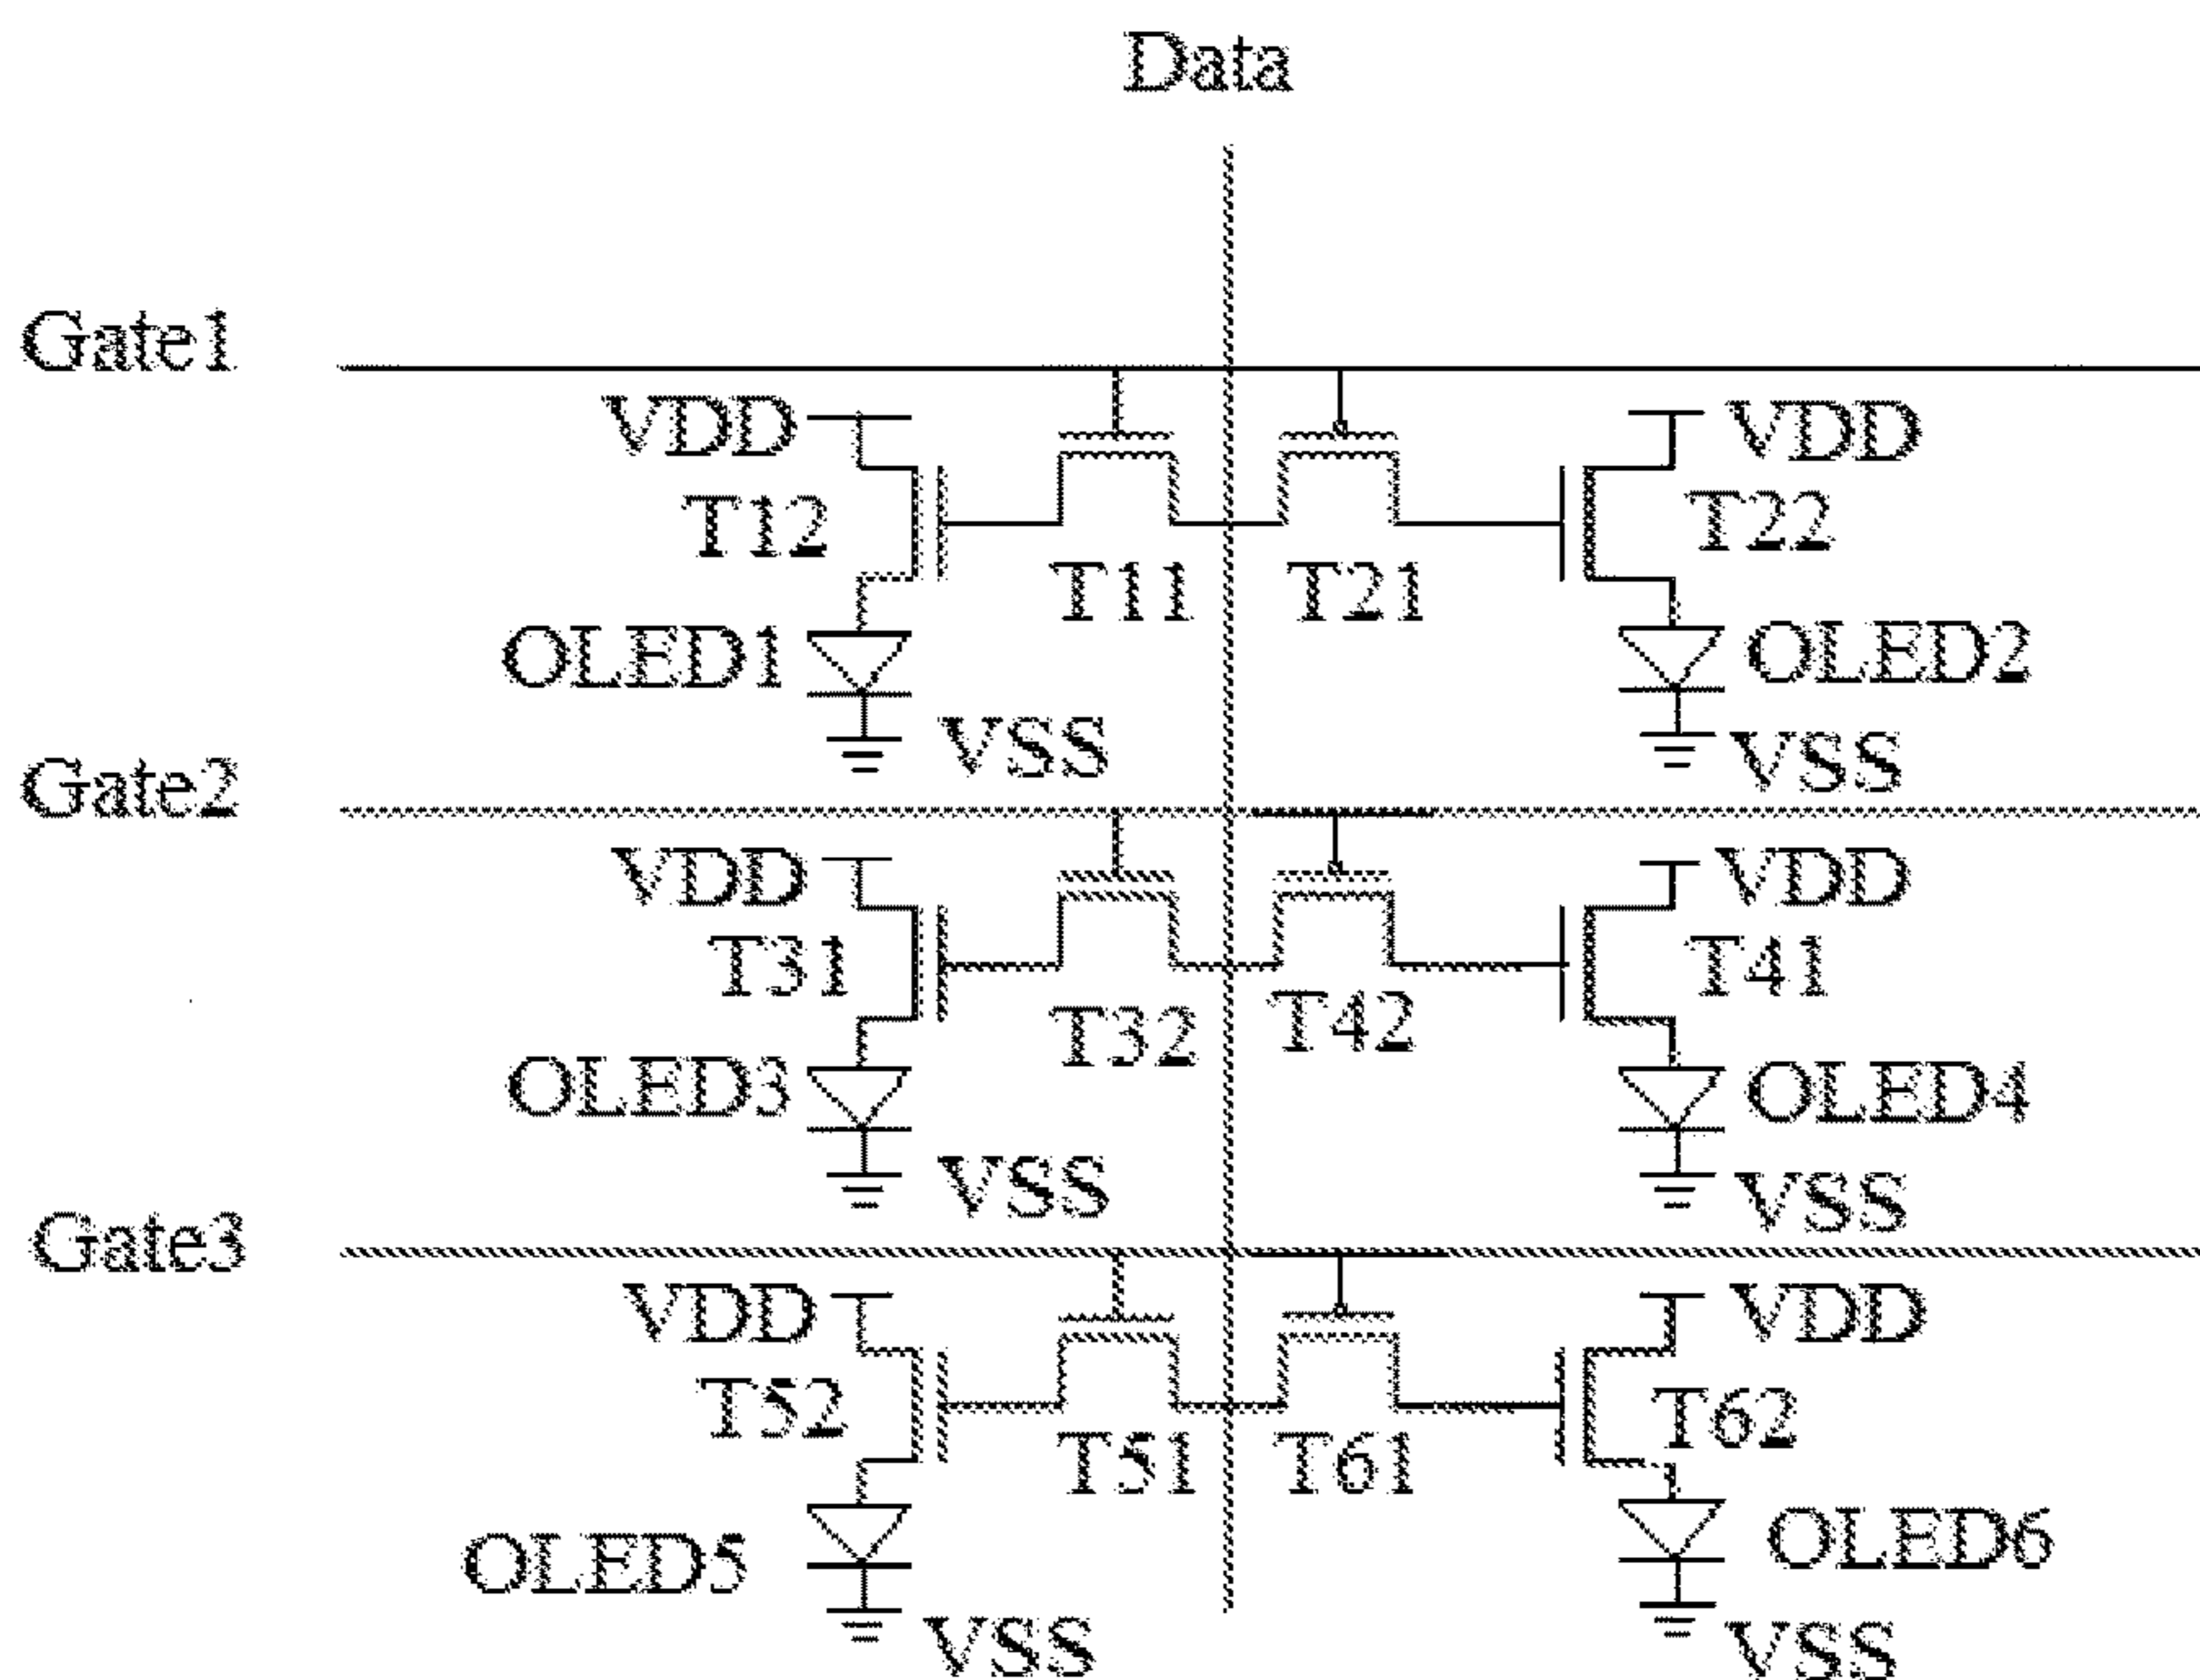 Data
Gate1
VDD
VDD
T12
T22
T11
T21
OLED1
OLED2
VSS
VSS
Gate2
VDD
VDD
T31
T41
T32
T42
OLED3
OLED4
VSS
VSS
Gate3
VDD
VDD
T52
T62
T51
T61
OLED5
OLED6
VSS
VSS